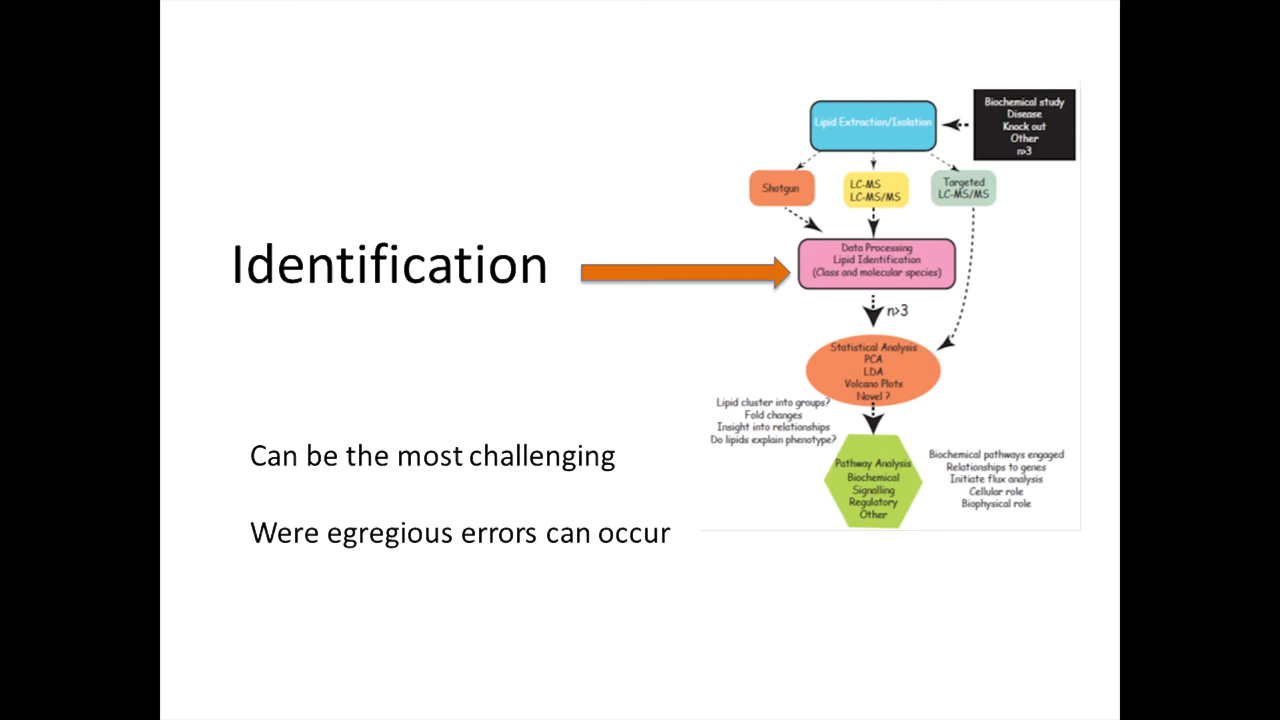 Identification
Can be the most challenging
Were egregious errors can occur
Biochemical study
Disease
Knock out
Other
n>3
Lipid Extraction/Isolation
Shotgun
LC-MS
LC-MS/MS
Targeted
LC-MS/MS
Data Processing
Lipid Identification
(Class and molecular species)
n>3
Statistical Analysis
PCA
LDA
Volcano Plots
Novel ?
Lipid cluster into groups?
Fold changes
Insight into relationships
Do lipids explain phenotype?
Pathway Analysis
Biochemical
Signalling
Regulatory
Other
Biochemical pathways engaged
Relationships to genes
Initiate flux analysis
Cellular role
Biophysical role